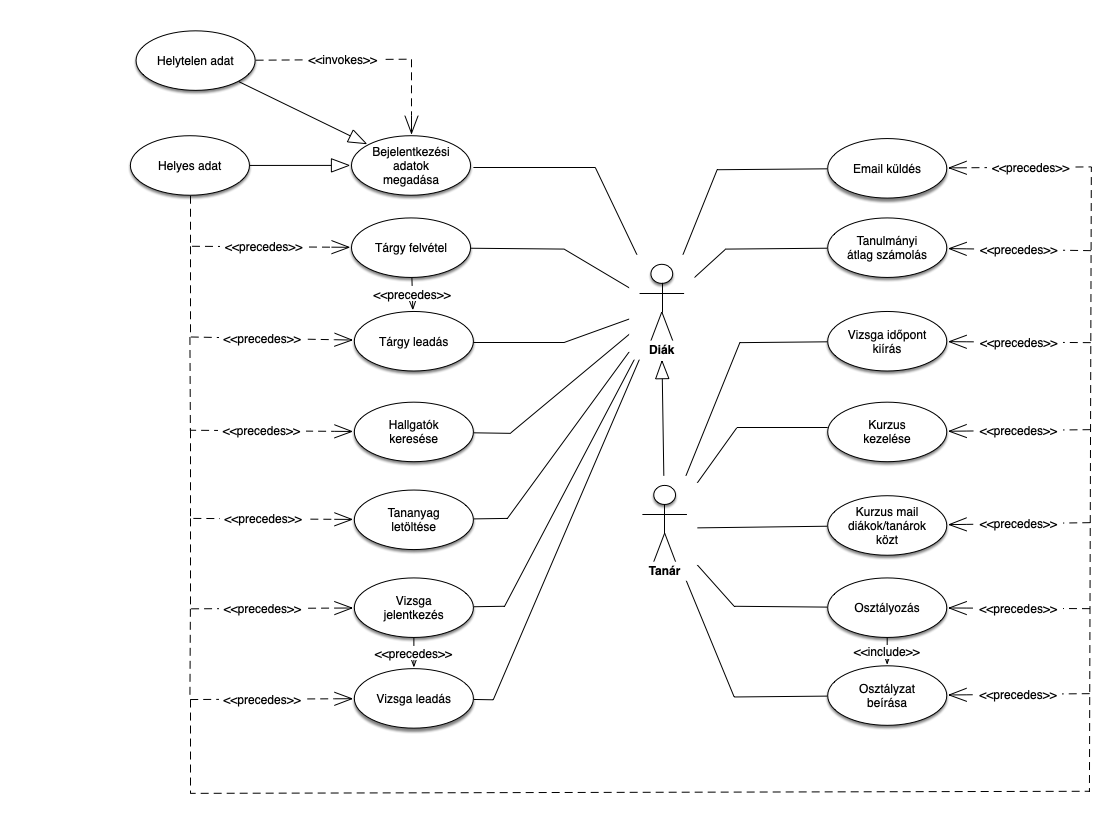 Helytelen adat
<<invokes>>
Helyes adat
Bejelentkezési
adatok
megadása
Email küldés
<<precedes>>
<<precedes>>
Tárgy felvétel
Tanulmányi
átlag számolás
<<precedes>>
<<precedes>>
<<precedes>>
Tárgy leadás
Diák
Vizsga időpont
kiírás
<<precedes>>
<<precedes>>
Hallgatók
keresése
Kurzus
kezelése
<<precedes>>
<<precedes>>
Tananyag
letöltése
Kurzus mail
diákok/tanárok
közt
<<precedes>>
Tanár
<<precedes>>
Vizsga
jelentkezés
Osztályozás
<<precedes>>
<<precedes>>
<<include>>
<<precedes>>
Vizsga leadás
Osztályzat
beírása
<<precedes>>